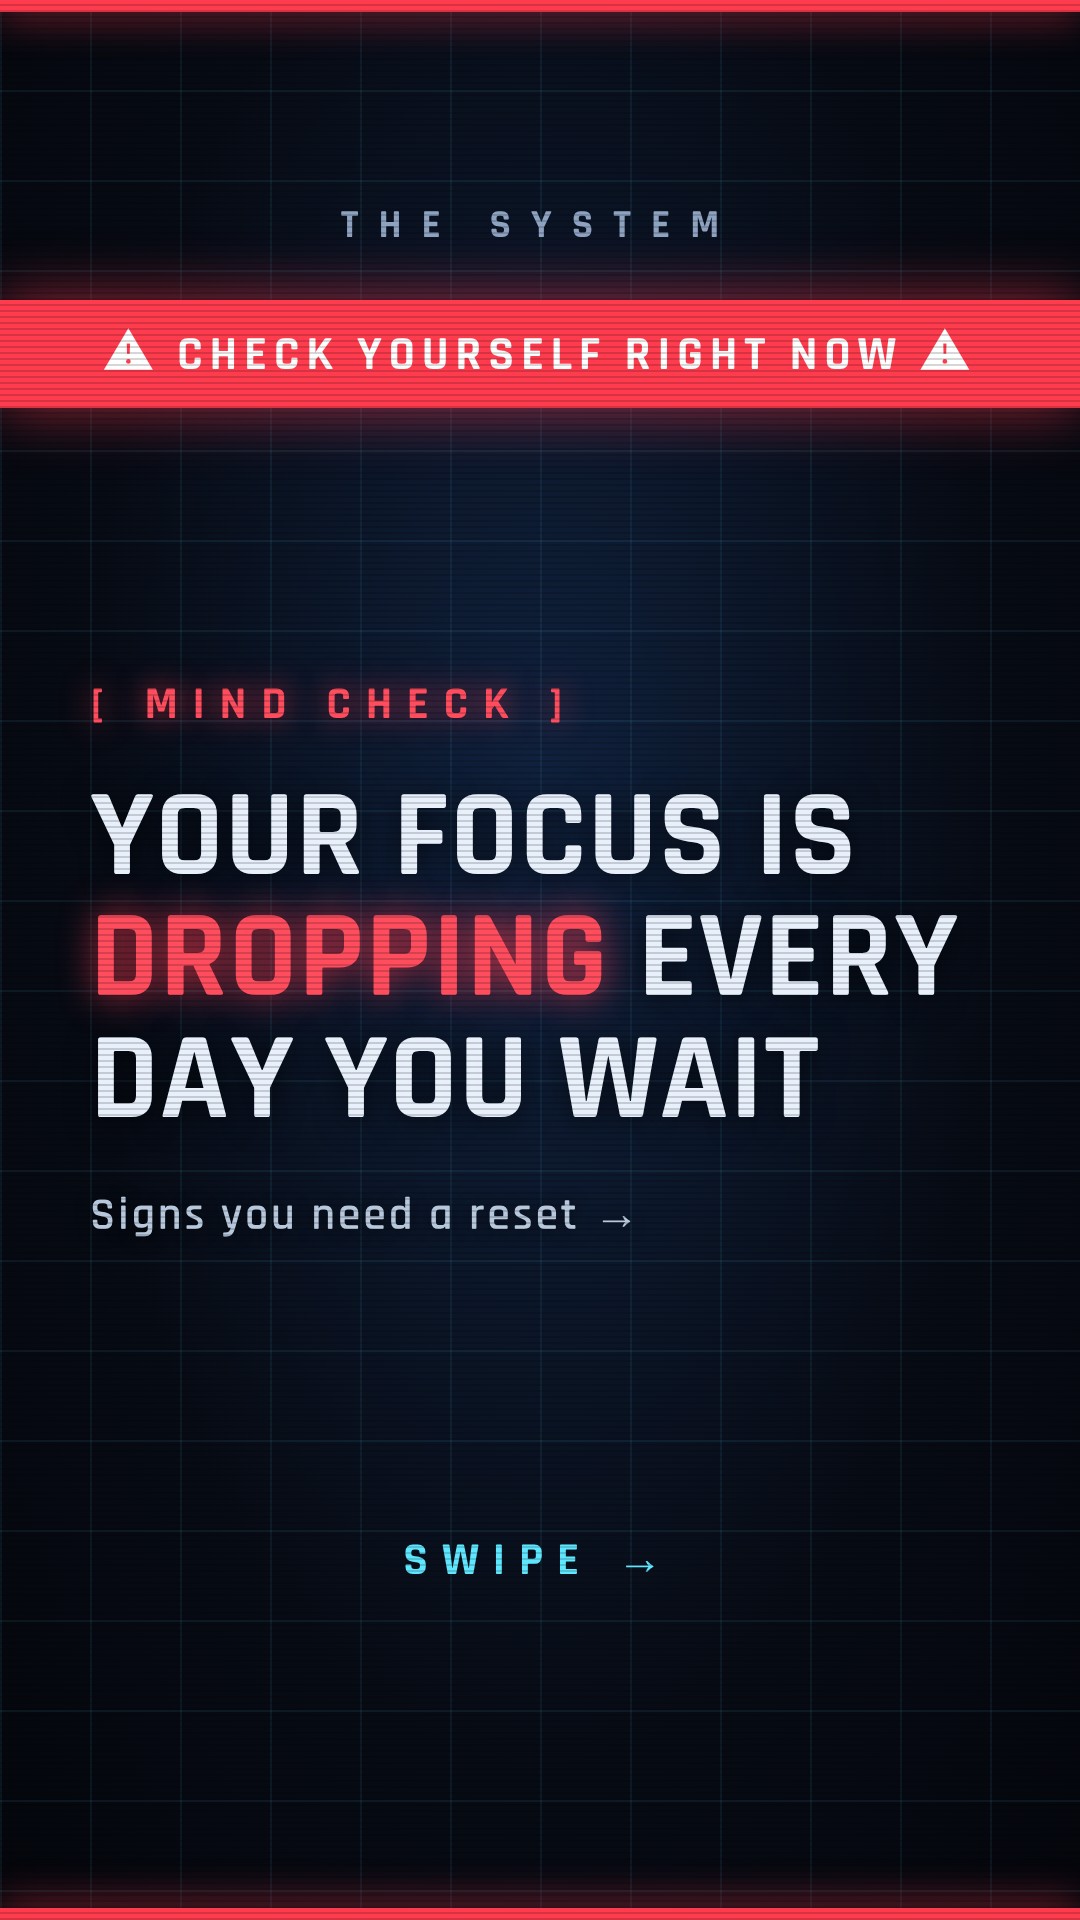 THE SYSTEM
⚠ CHECK YOURSELF RIGHT NOW ⚠
[ MIND CHECK ]
YOUR FOCUS IS
DROPPING EVERY
DAY YOU WAIT
Signs you need a reset →
SWIPE →